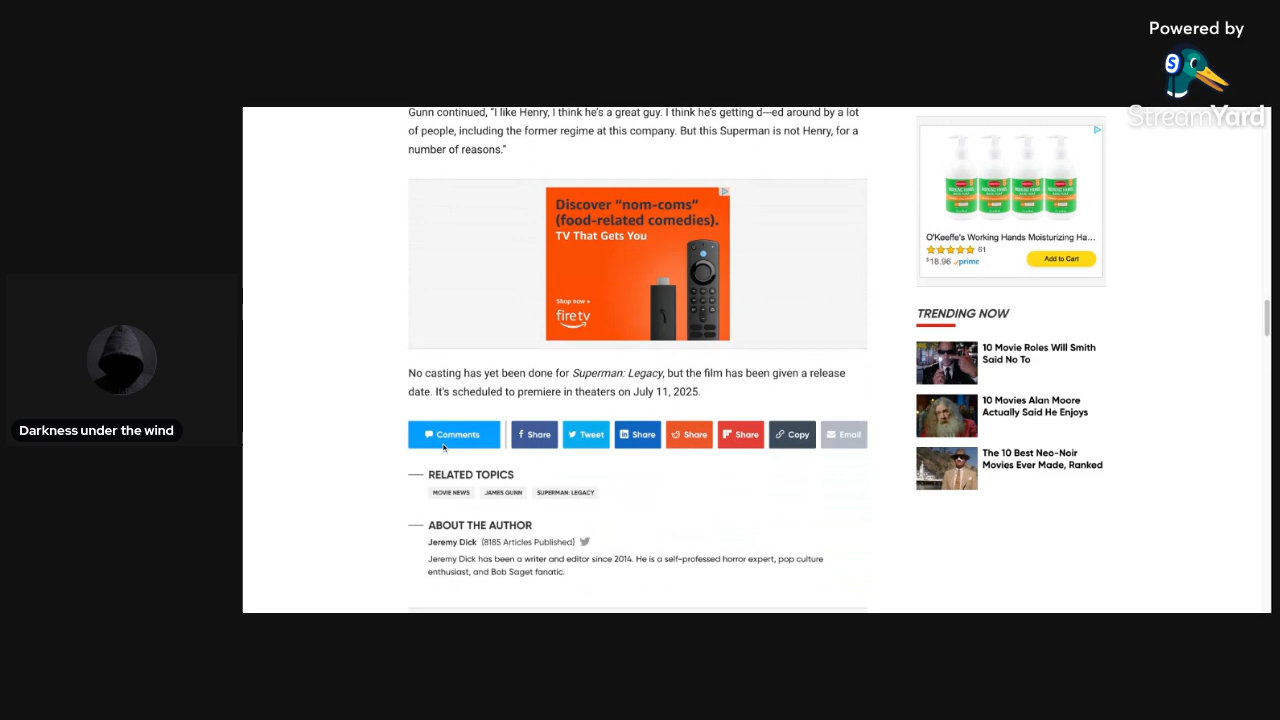 Powered by
StreamYard
Gunn continued, "I like Henry, I think he's a great guy. I think he's getting d---ed around by a lot
of people, including the former regime at this company. But this Superman is not Henry, for a
number of reasons."
Discover "nom-coms"
(food-related comedies).
TV That Gets You
Shop now »
fire tv
O'Keeffe's Working Hands Moisturizing Ha...
61
$18.96 prime
Add to Cart
TRENDING NOW
10 Movie Roles Will Smith
Said No To
10 Movies Alan Moore
Actually Said He Enjoys
The 10 Best Neo-Noir
Movies Ever Made, Ranked
No casting has yet been done for Superman: Legacy, but the film has been given a release
date. It's scheduled to premiere in theaters on July 11, 2025.
Comments Share Tweet Share Share Share Copy Email
RELATED TOPICS
MOVIE NEWS JAMES GUNN SUPERMAN: LEGACY
ABOUT THE AUTHOR
Jeremy Dick (8185 Articles Published)
Jeremy Dick has been a writer and editor since 2014. He is a self-professed horror expert, pop culture
enthusiast, and Bob Saget fanatic.
Darkness under the wind